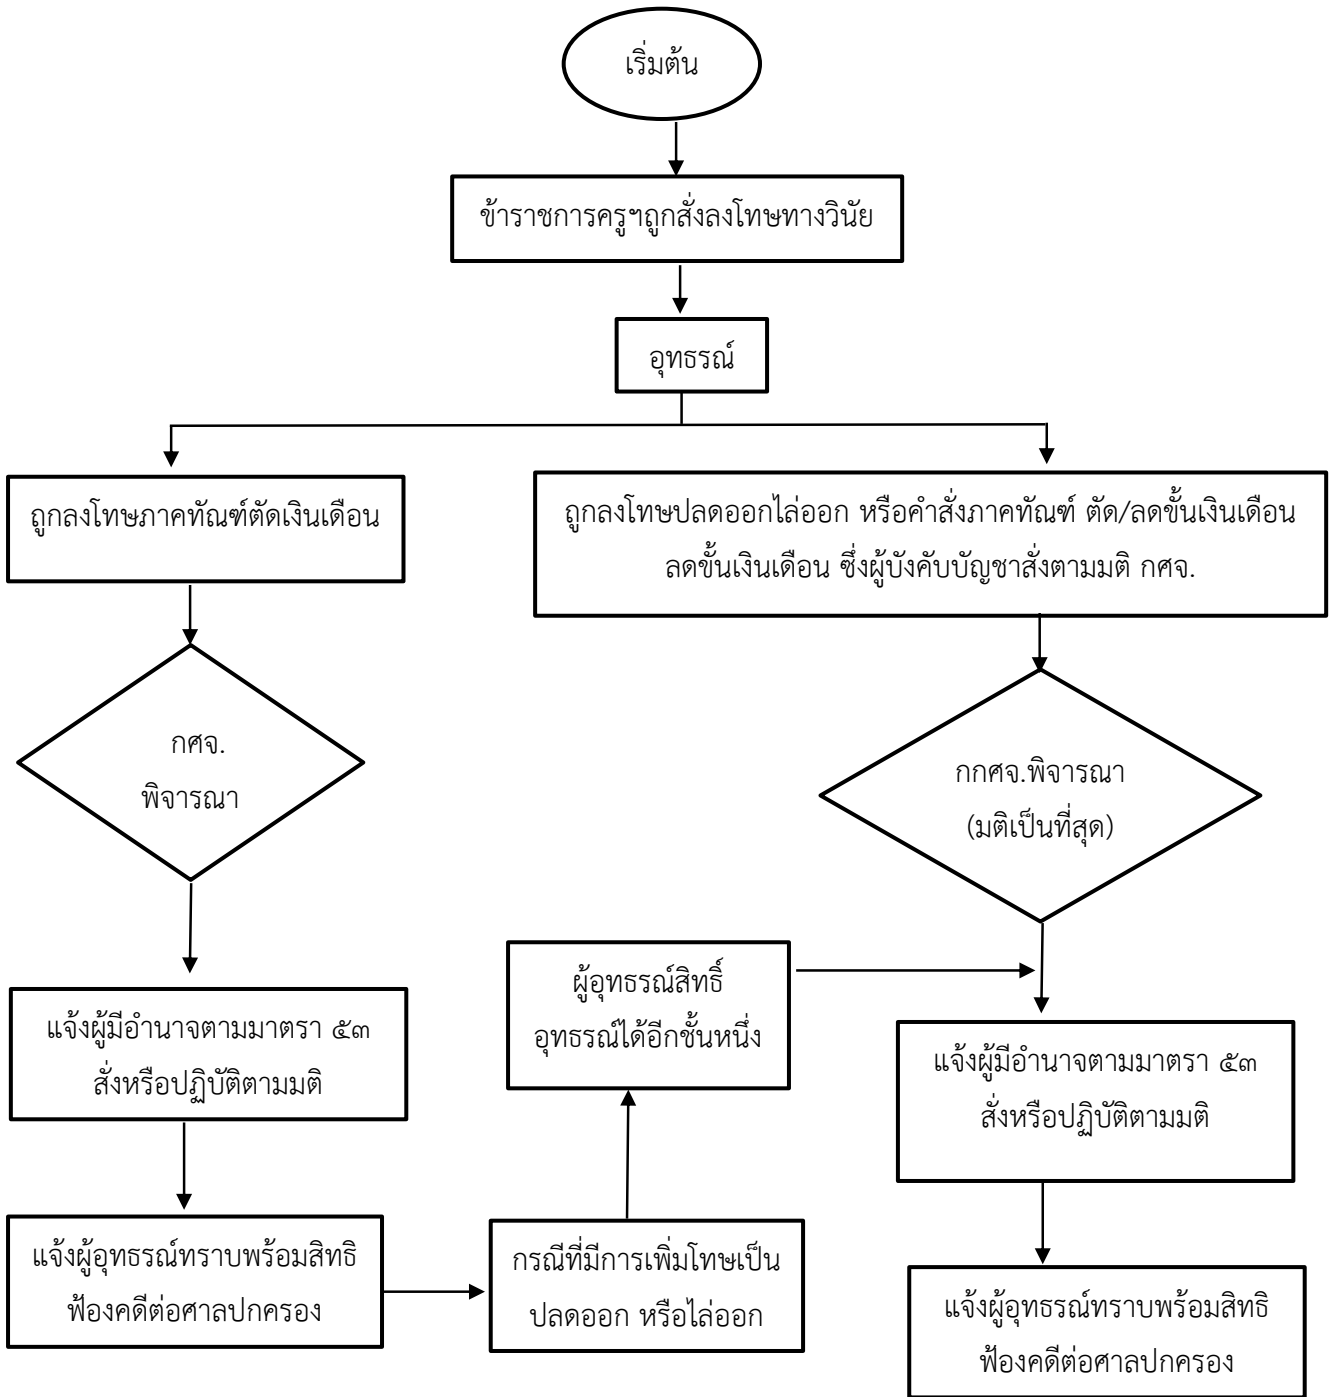 เริ่มต้น
ข้าราชการครูฯถูกสั่งลงโทษทางวินัย
อุทธรณ์
ถูกลงโทษภาคทัณฑ์ตัดเงินเดือน
ถูกลงโทษปลดออกไล่ออก หรือคำสั่งภาคทัณฑ์ ตัด/ลดขั้นเงินเดือน
ลดขั้นเงินเดือน ซึ่งผู้บังคับบัญชาสั่งตามมติ กศจ.
กศจ.
พิจารณา
กกศจ.พิจารณา
(มติเป็นที่สุด)
แจ้งผู้มีอำนาจตามมาตรา ๕๓
สั่งหรือปฏิบัติตามมติ
ผู้อุทธรณ์สิทธิ์
อุทธรณ์ได้อีกชั้นหนึ่ง
แจ้งผู้มีอำนาจตามมาตรา ๕๓
สั่งหรือปฏิบัติตามมติ
แจ้งผู้อุทธรณ์ทราบพร้อมสิทธิ
ฟ้องคดีต่อศาลปกครอง
กรณีที่มีการเพิ่มโทษเป็น
ปลดออก หรือไล่ออก
แจ้งผู้อุทธรณ์ทราบพร้อมสิทธิ
ฟ้องคดีต่อศาลปกครอง